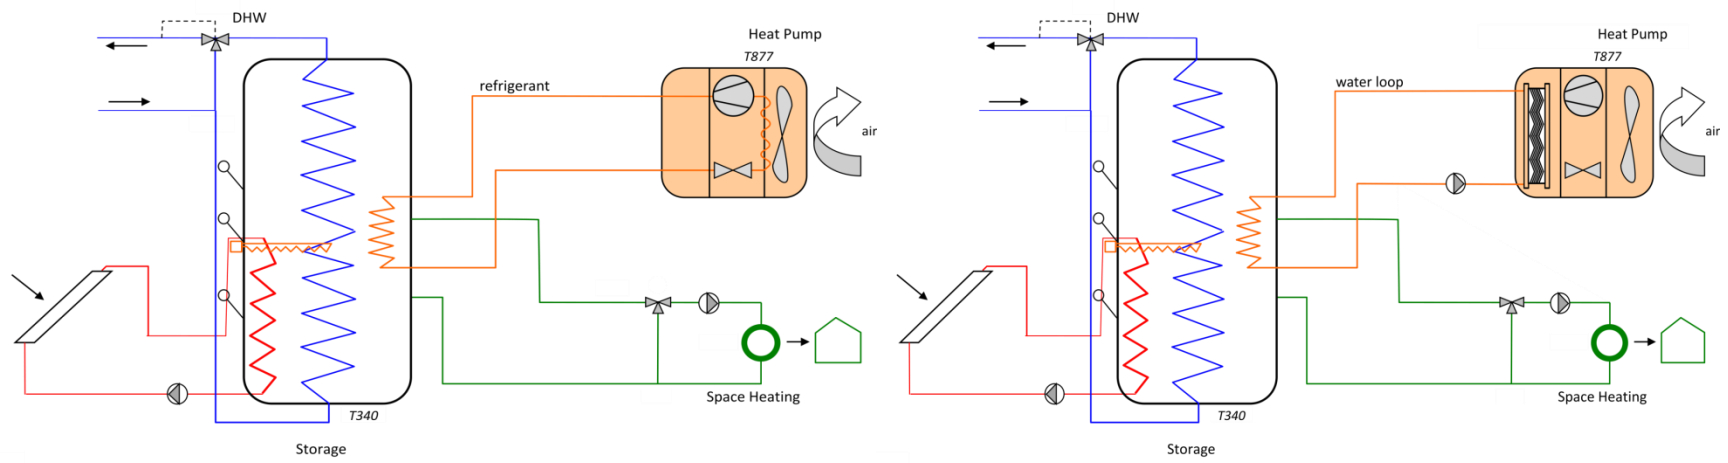 DHW
Heat Pump
T877
refrigerant
air
Space Heating
T340
Storage
DHW
Heat Pump
T877
water loop
air
Space Heating
T340
Storage